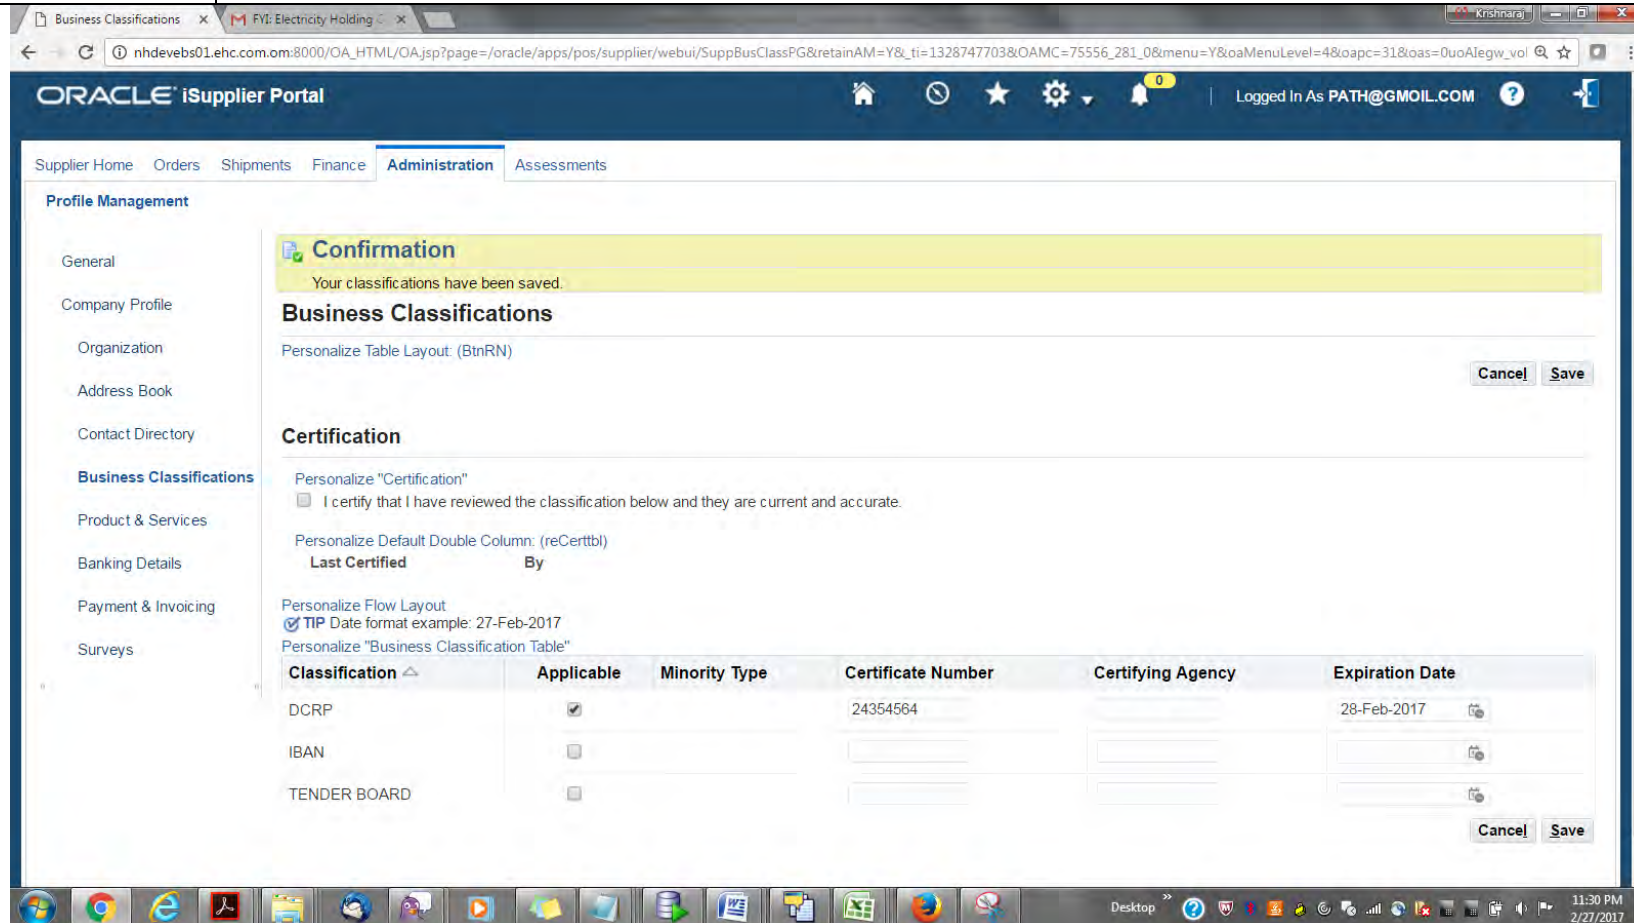 Business Classifications
FYI: Electricity Holding C
Krishnaraj
nhdevebs01.ehc.com.om:8000/OA_HTML/OA.jsp?page=/oracle/apps/pos/supplier/webui/SuppBusClassPG&retainAM=Y&_ti=1328747703&OAMC=75556_281_0&menu=Y&oaMenuLevel=4&oapc=31&oas=0uoAIegw_vol
ORACLE iSupplier Portal
0
Logged In As PATH@GMOIL.COM
Supplier Home Orders Shipments Finance Administration Assessments
Profile Management
General
Company Profile
Organization
Address Book
Contact Directory
Business Classifications
Product & Services
Banking Details
Payment & Invoicing
Surveys
Confirmation
Your classifications have been saved.
Business Classifications
Personalize Table Layout: (BtnRN)
Cancel Save
Certification
Personalize "Certification"
I certify that I have reviewed the classification below and they are current and accurate.
Personalize Default Double Column: (reCerttbl)
Last Certified By
Personalize Flow Layout
TIP Date format example: 27-Feb-2017
Personalize "Business Classification Table"
Classification Applicable Minority Type Certificate Number Certifying Agency Expiration Date
DCRP 24354564 28-Feb-2017
IBAN
TENDER BOARD
Cancel Save
Desktop
11:30 PM
2/27/2017